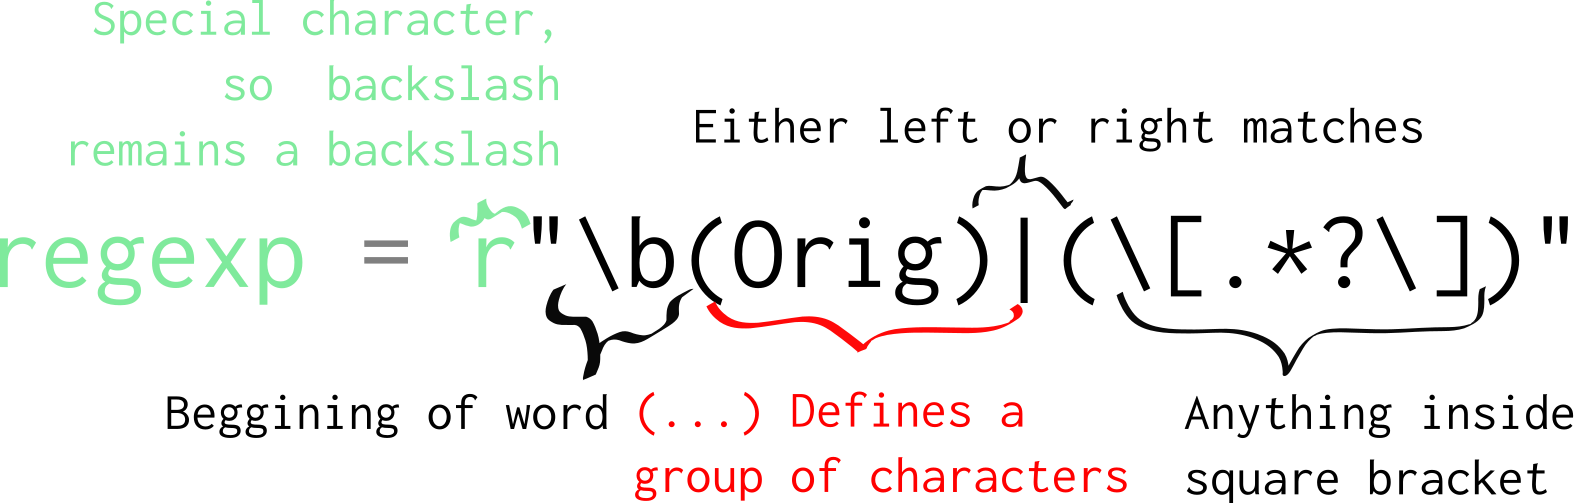 Special character,
so backslash
remains a backslash
Either left or right matches
regexp = r"\b(Orig)|(\[.*?\])"
Beggining of word
(...) Defines a
group of characters
Anything inside
square bracket